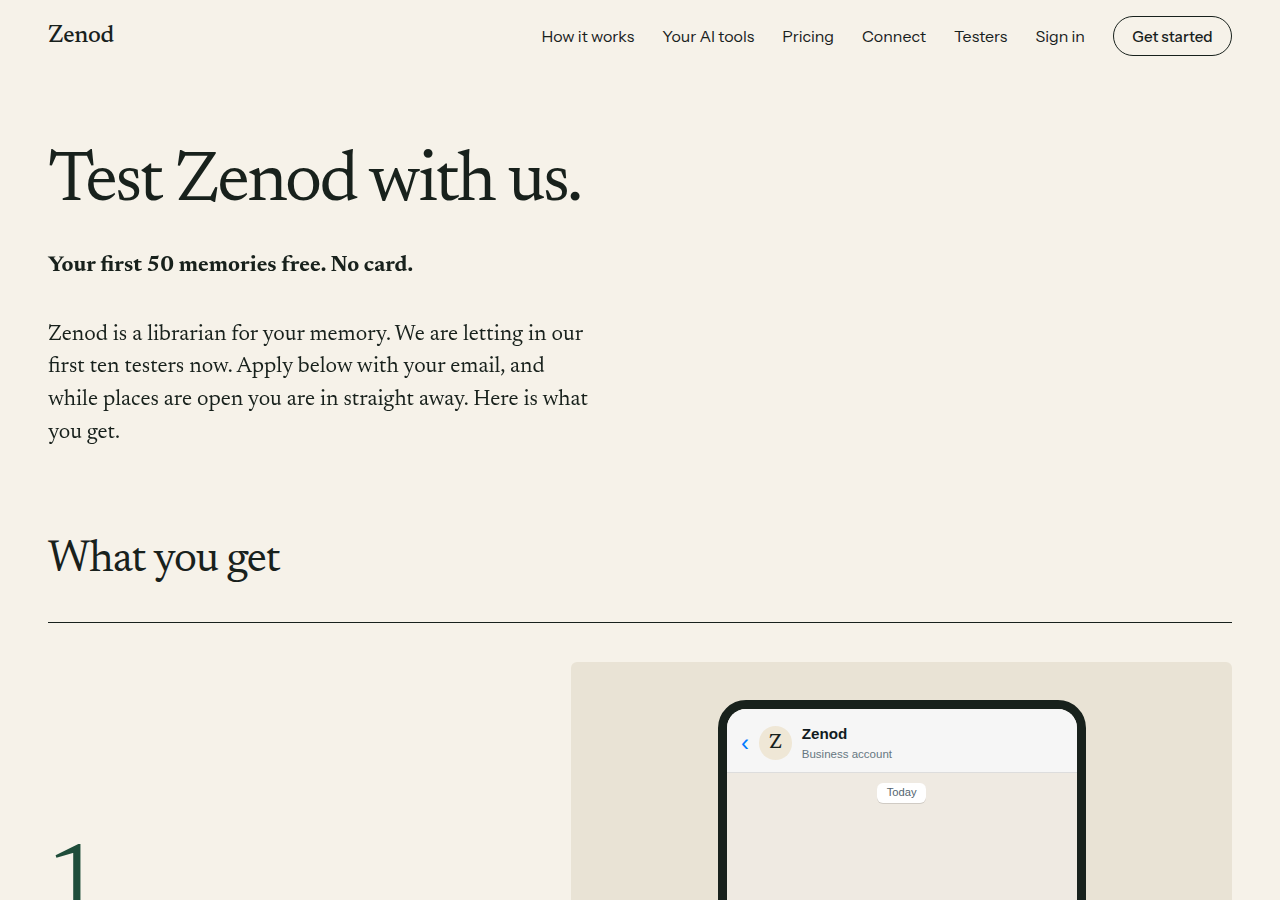 Zenod
How it works
Your AI tools
Pricing
Connect
Testers
Sign in
Get started
Test Zenod with us.
Your first 50 memories free. No card.
Zenod is a librarian for your memory. We are letting in our
first ten testers now. Apply below with your email, and
while places are open you are in straight away. Here is what
you get.
What you get
1
‹
Z
Zenod
Business account
Today